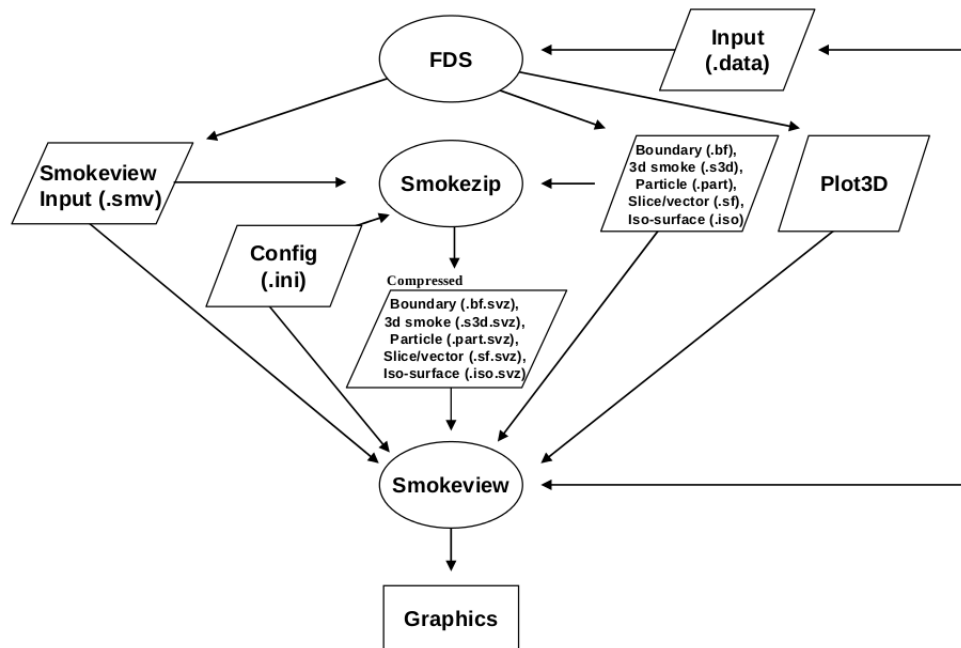 FDS
Input
(.data)
Smokeview
Input (.smv)
Smokezip
Boundary (.bf),
3d smoke (.s3d),
Particle (.part),
Slice/vector (.sf),
Iso-surface (.iso)
Plot3D
Config
(.ini)
Compressed
Boundary (.bf.svz),
3d smoke (.s3d.svz),
Particle (.part.svz),
Slice/vector (.sf.svz),
Iso-surface (.iso.svz)
Smokeview
Graphics